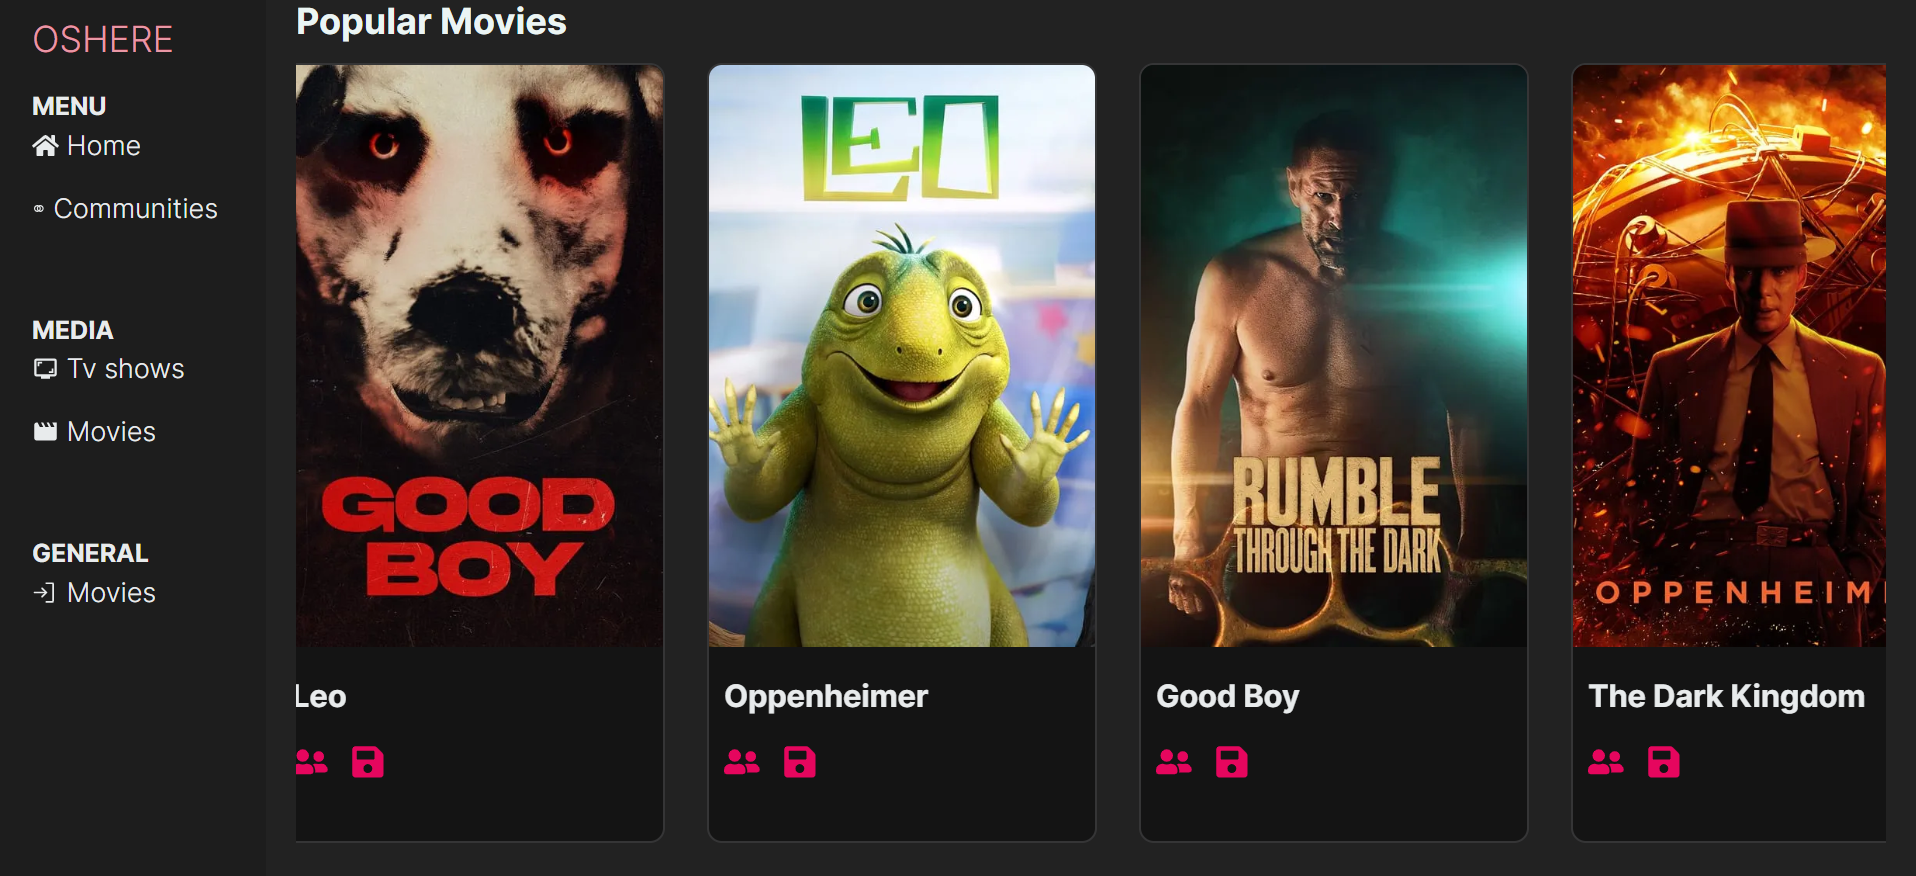 OSHERE
MENU
Home
Communities
MEDIA
Tv shows
Movies
GENERAL
Movies
Popular Movies
GOOD
BOY
Leo
LEO
Oppenheimer
RUMBLE
THROUGH THE DARK
Good Boy
OPPENHEIM
The Dark Kingdom